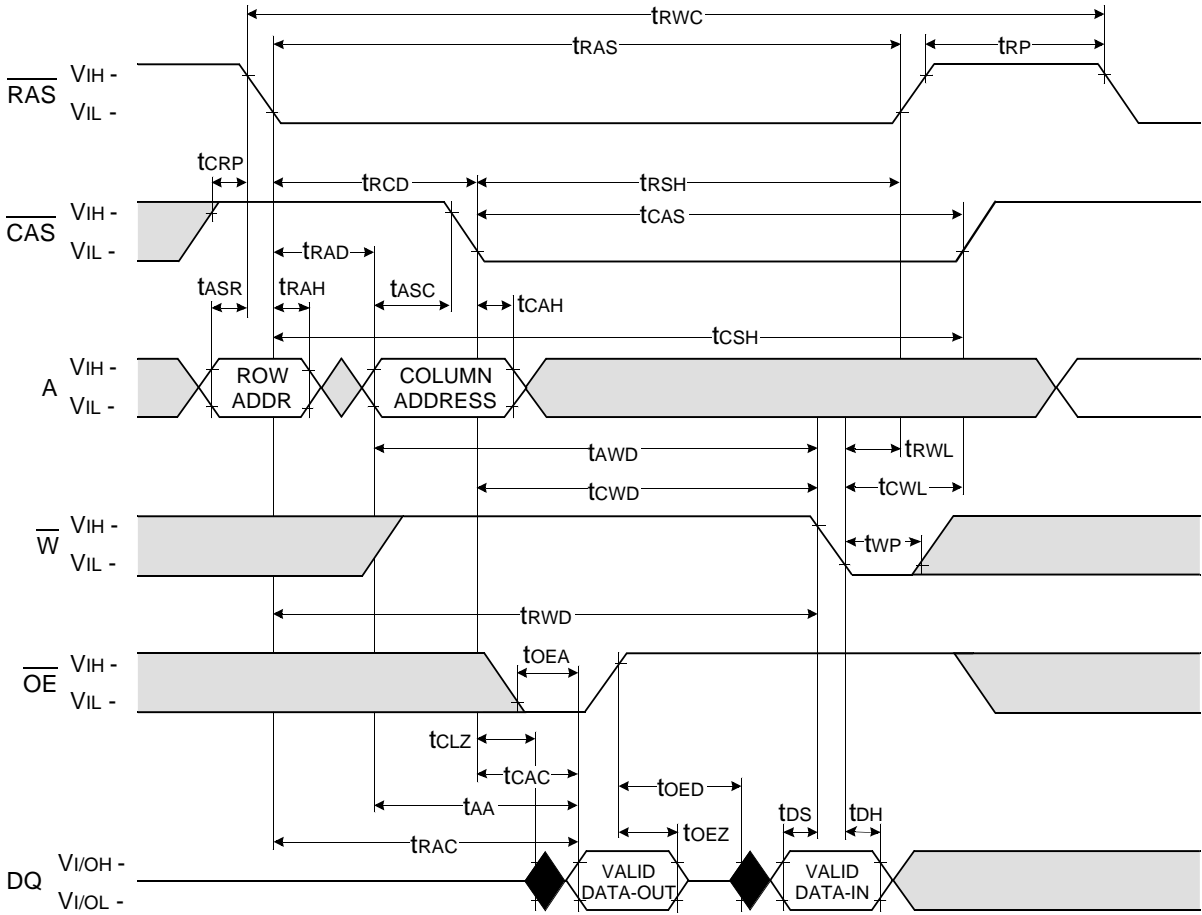 tRWC
tRAS
tRP
RAS
VIH -
VIL -
tCRP
tRCD
tRSH
CAS
VIH -
VIL -
tCAS
tRAD
tASR
tRAH
tASC
tCAH
tCSH
A
VIH -
VIL -
ROW
ADDR
COLUMN
ADDRESS
tAWD
tRWL
tCWD
tCWL
W
VIH -
VIL -
tWP
tRWD
OE
VIH -
VIL -
tOEA
tCLZ
tCAC
tOED
tAA
tDS
tDH
tOEZ
tRAC
DQ
VI/OH -
VI/OL -
VALID
DATA-OUT
VALID
DATA-IN